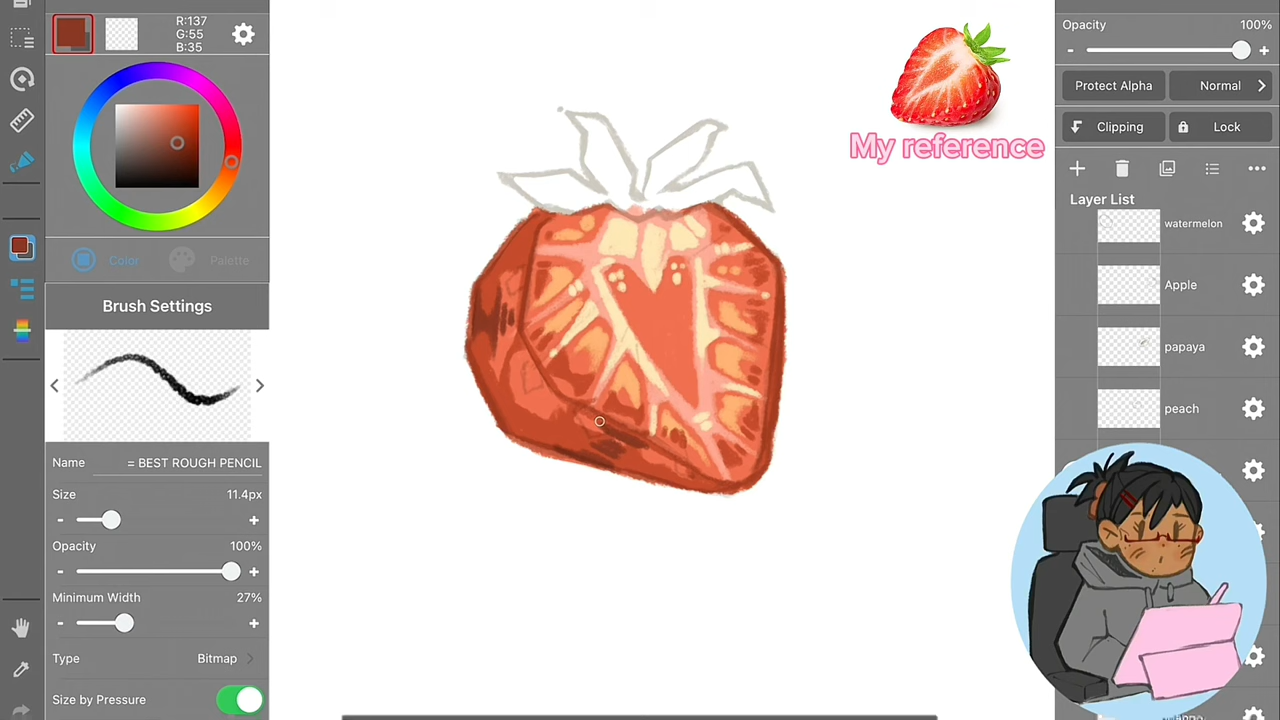 R:137
G:55
B:35
Color
Palette
Brush Settings
Name
= BEST ROUGH PENCIL
Size
11.4px
Opacity
100%
Minimum Width
27%
Type
Bitmap
Size by Pressure
My reference
Opacity
100%
Protect Alpha
Normal
Clipping
Lock
Layer List
watermelon
Apple
papaya
peach